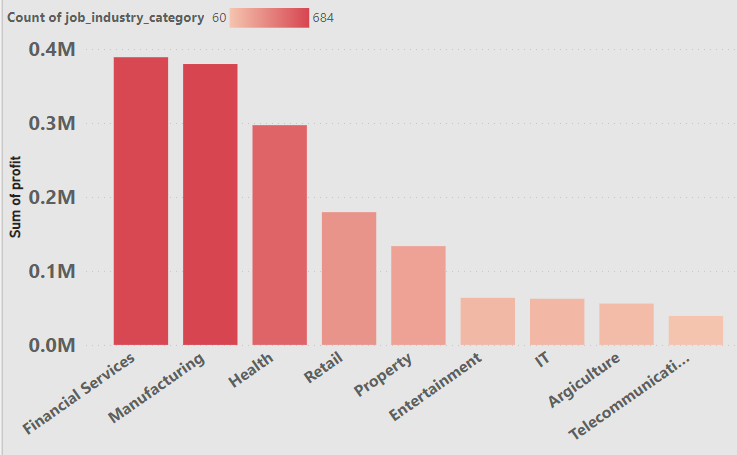 Count of job_industry_category 60 684
Sum of profit
0.4M
0.3M
0.2M
0.1M
0.0M
Financial Services
Manufacturing
Health
Retail
Property
Entertainment
IT
Argiculture
Telecommunicati...